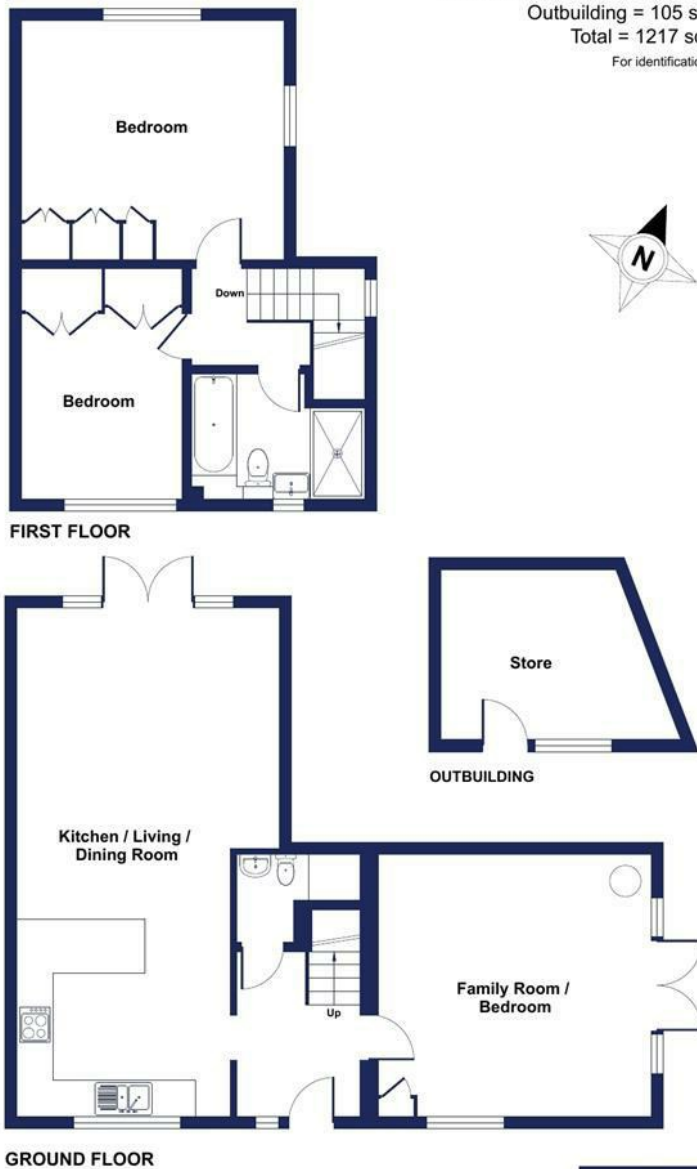 Outbuilding = 105 s
Total = 1217 sq
For identificatio
Bedroom
N
Down
Bedroom
FIRST FLOOR
Store
OUTBUILDING
Kitchen / Living /
Dining Room
Family Room /
Bedroom
Up
GROUND FLOOR